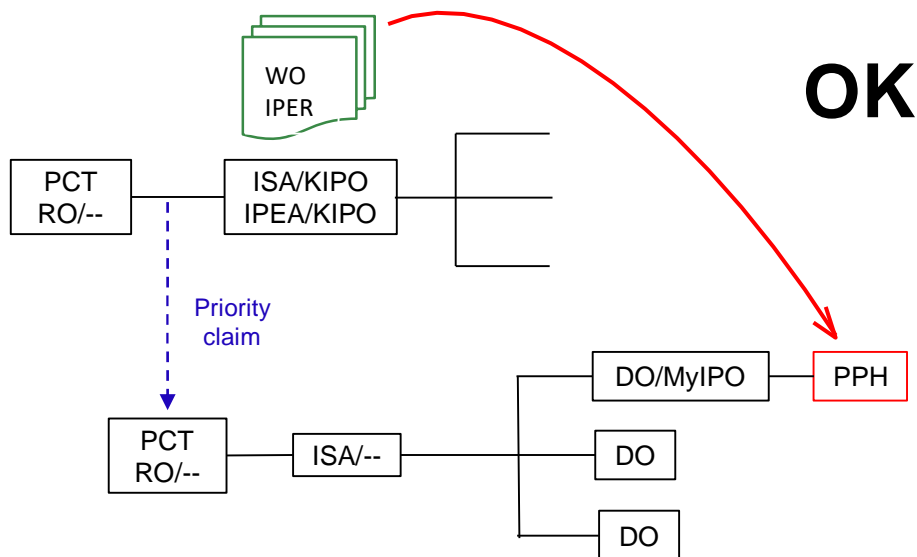 WO
IPER
OK
PCT
RO/--
ISA/KIPO
IPEA/KIPO
Priority
claim
DO/MyIPO
PPH
PCT
RO/--
ISA/--
DO
DO